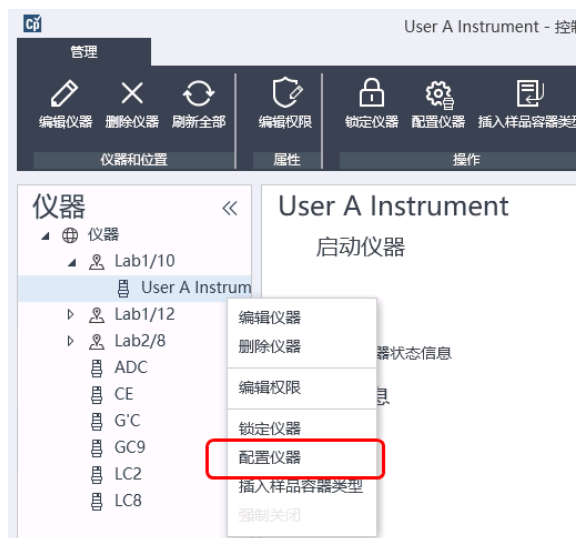 Cp
User A Instrument - 控制
管理
编辑仪器 删除仪器 刷新全部 编辑权限 锁定仪器 配置仪器 插入样品容器类型
仪器和位置 属性 操作
仪器 «
User A Instrument
仪器
启动仪器
Lab1/10
User A Instrum
Lab1/12
编辑仪器
Lab2/8
删除仪器
器状态信息
ADC
编辑权限
息
CE
G'C
锁定仪器
GC9
配置仪器
LC2
插入样品容器类型
LC8
强制关闭